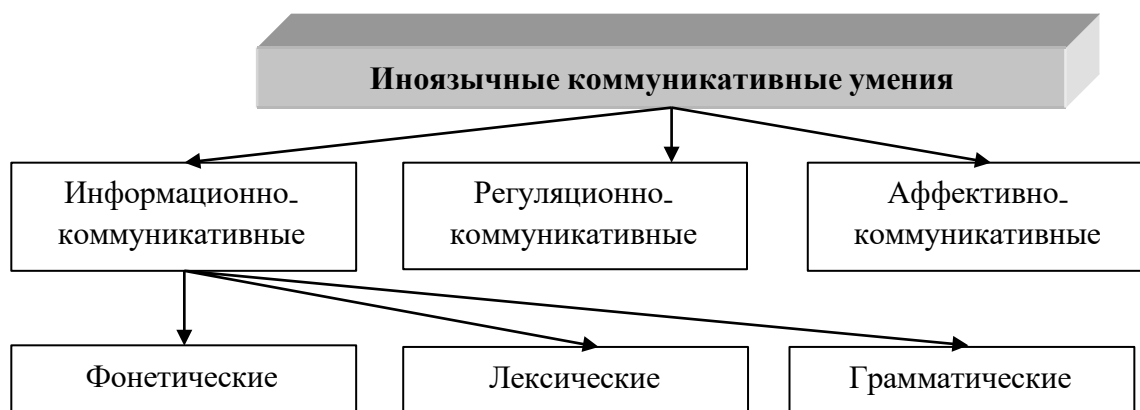 Иноязычные коммуникативные умения
Информационно-
коммуникативные
Регуляционно-
коммуникативные
Аффективно-
коммуникативные
Фонетические
Лексические
Грамматические